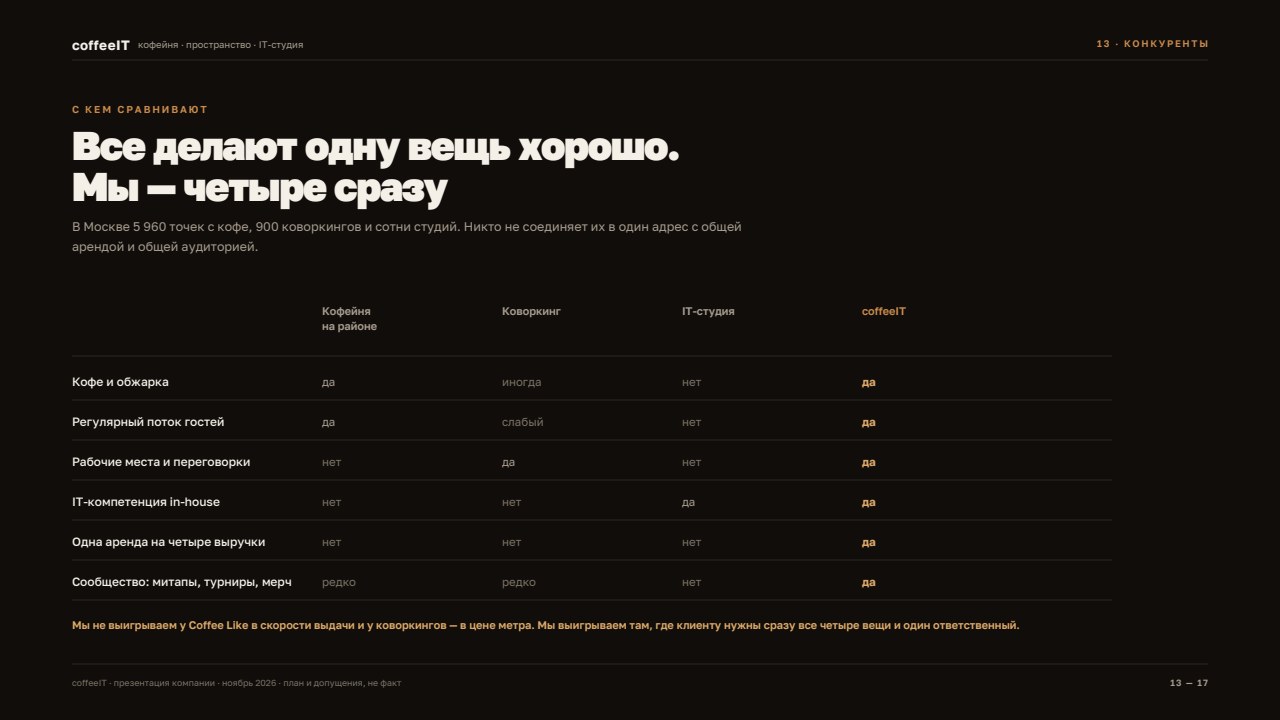 coffeeIT кофейня · пространство · IT-студия
13 · КОНКУРЕНТЫ
С КЕМ СРАВНИВАЮТ
Все делают одну вещь хорошо.
Мы — четыре сразу
В Москве 5 960 точек с кофе, 900 коворкингов и сотни студий. Никто не соединяет их в один адрес с общей
арендой и общей аудиторией.
Кофейня
на районе
Коворкинг
IT-студия
coffeeIT
Кофе и обжарка да иногда нет да
Регулярный поток гостей да слабый нет да
Рабочие места и переговорки нет да нет да
IT-компетенция in-house нет нет да да
Одна аренда на четыре выручки нет нет нет да
Сообщество: митапы, турниры, мерч редко редко нет да
Мы не выигрываем у Coffee Like в скорости выдачи и у коворкингов — в цене метра. Мы выигрываем там, где клиенту нужны сразу все четыре вещи и один ответственный.
coffeeIT · презентация компании · ноябрь 2026 · план и допущения, не факт
13 — 17